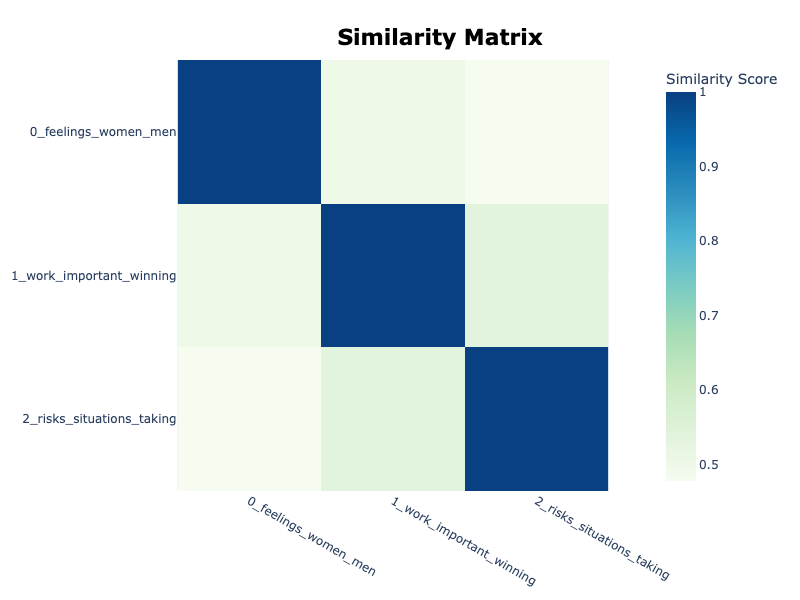 Similarity Matrix
Similarity Score
1
0.9
0.8
0.7
0.6
0.5
0_feelings_women_men
1_work_important_winning
2_risks_situations_taking
0_feelings_women_men
1_work_important_winning
2_risks_situations_taking